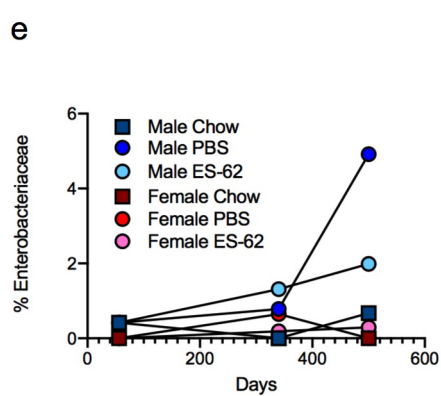 e
6
4
2
0
% Enterobacteriaceae
Male Chow
Male PBS
Male ES-62
Female Chow
Female PBS
Female ES-62
0 200 400 600
Days